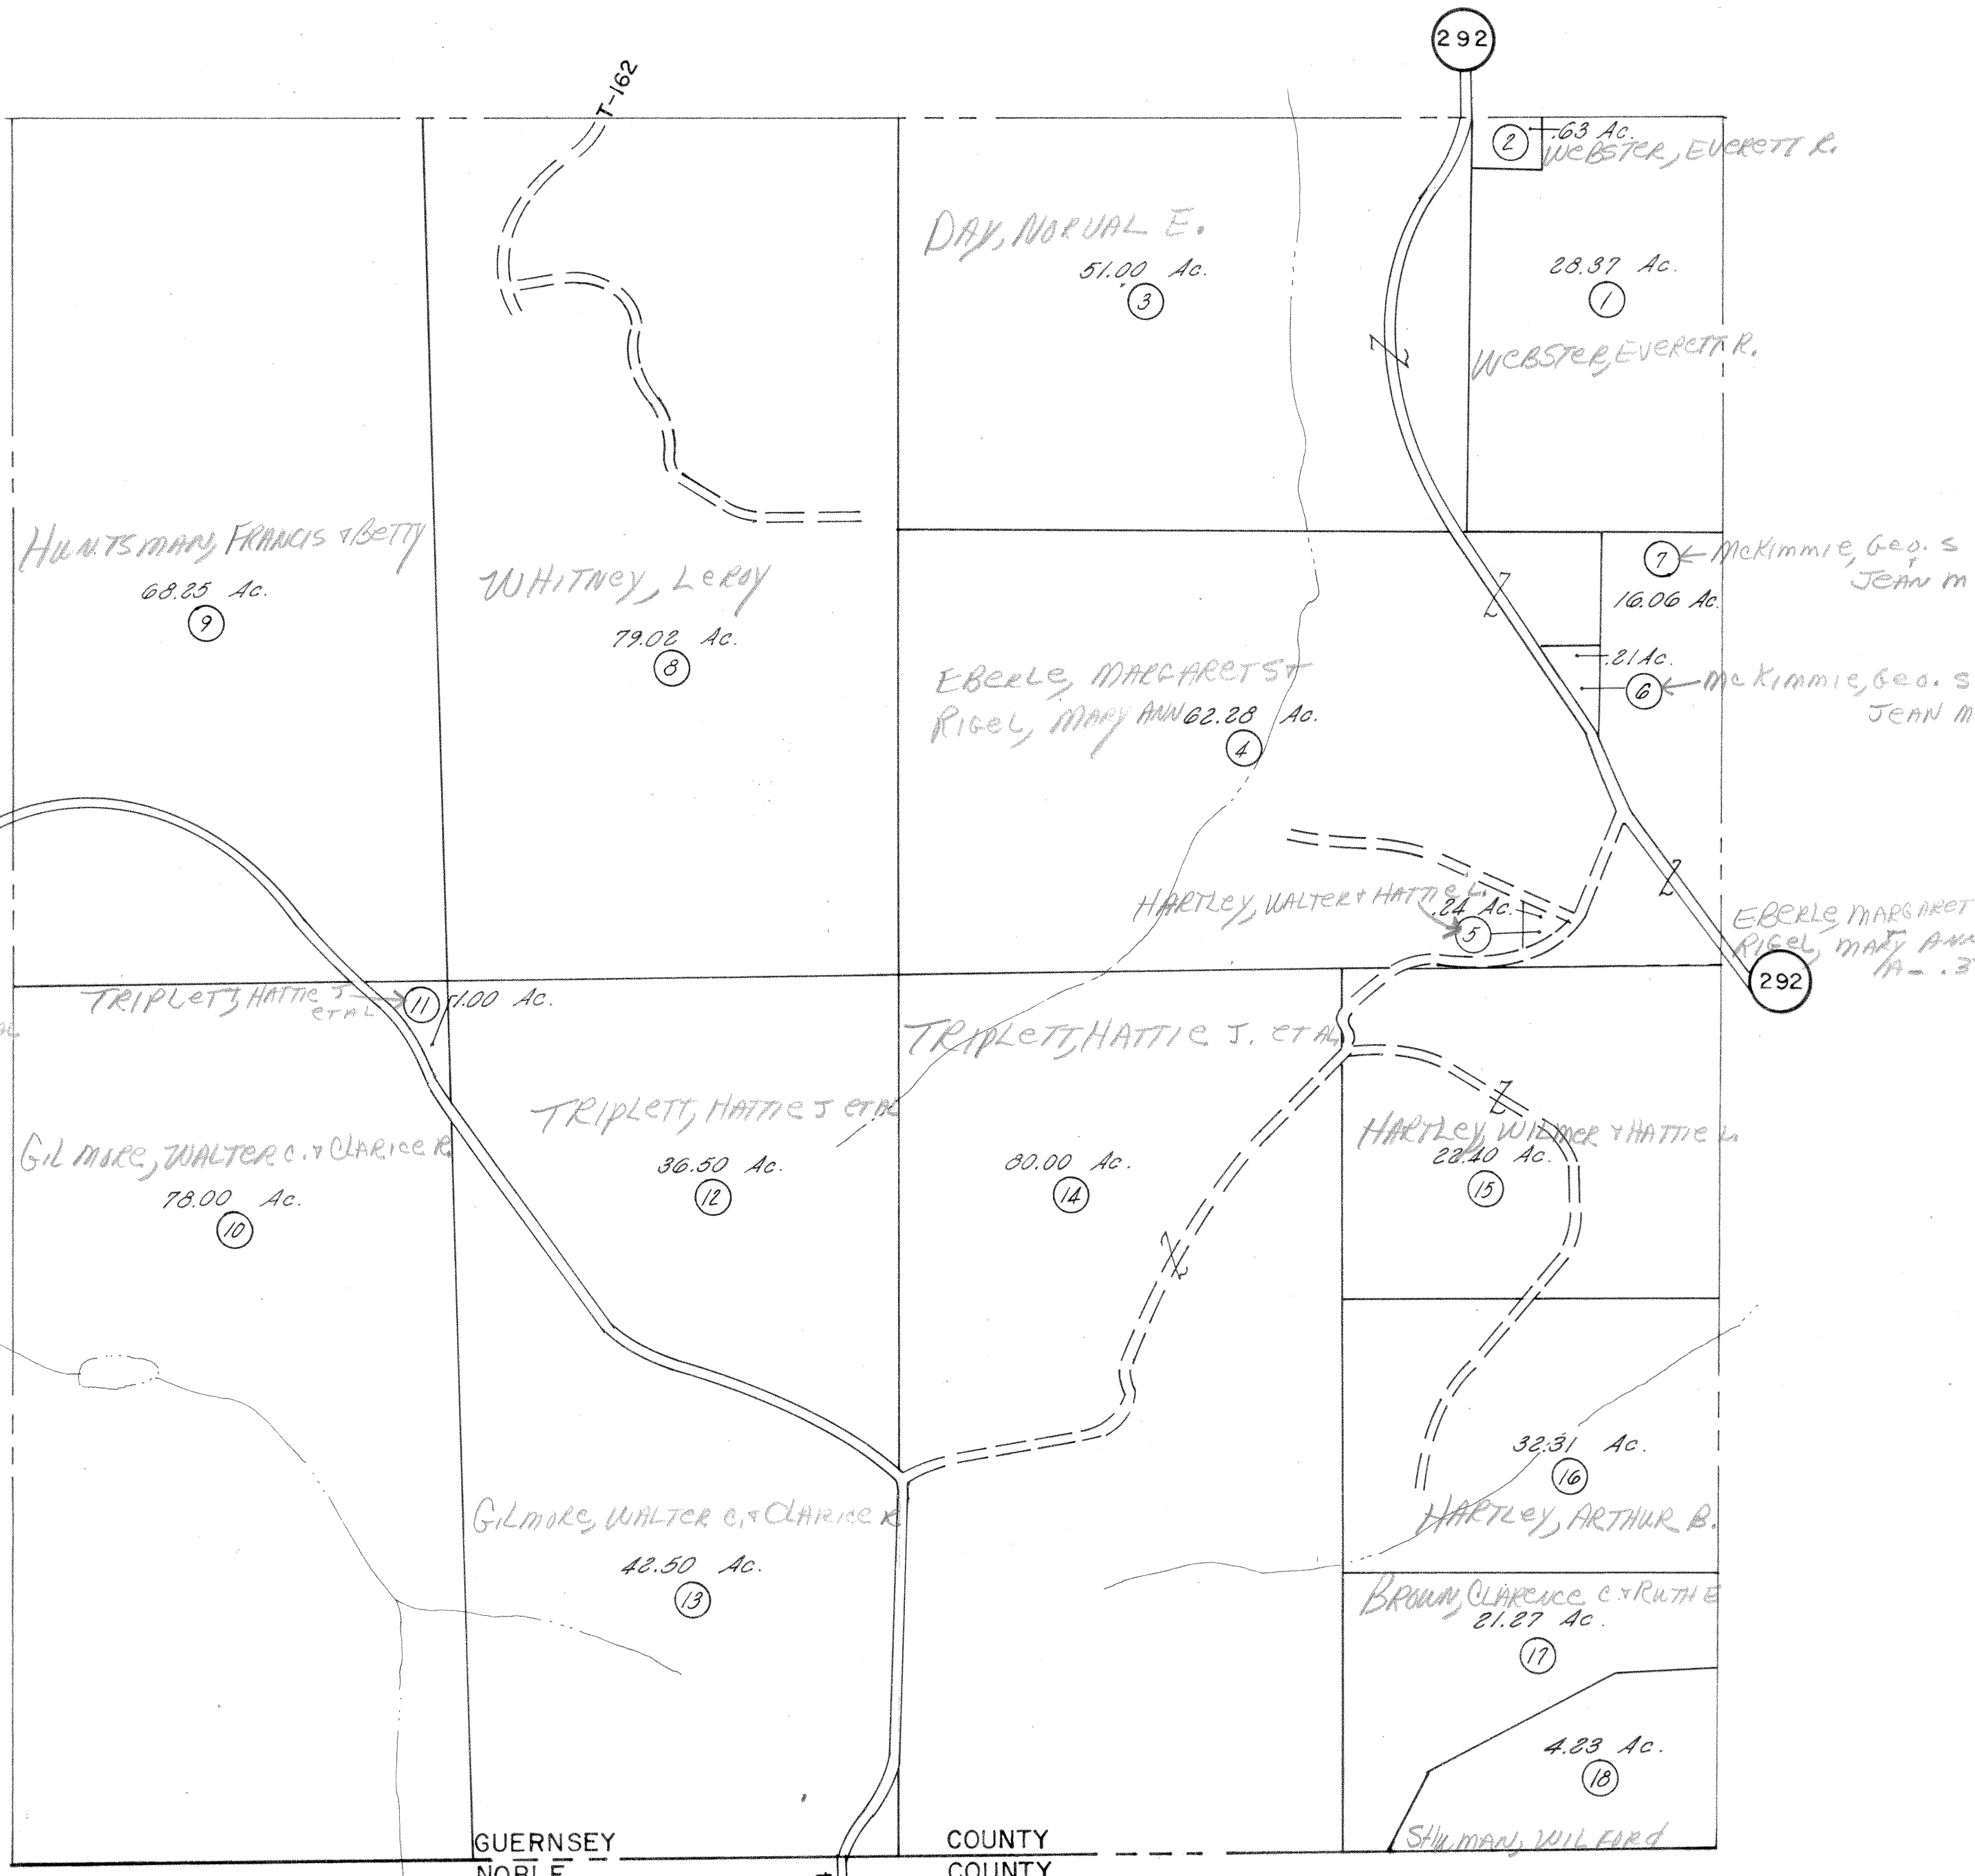 292
T-162
2
.63 Ac.
WEBSTER, EVERETT R.
DAY, NORVAL E.
51.00 Ac.
3
28.37 Ac.
1
WEBSTER, EVERETT R.
HUNTSMAN, FRANCIS & BETTY
68.25 Ac.
9
WHITNEY, LEROY
79.02 Ac.
8
7
McKIMMIE, GEO. S
& JEAN M
16.06 Ac.
.21 Ac.
6
McKIMMIE, GEO. S
JEAN M
EBERLE, MARGARET S &
RIGEL, MARY ANN 62.28 Ac.
4
HARTLEY, WALTER & HATTIE L.
.24 Ac.
5
EBERLE, MARGARET
&
RIGEL, MARY ANN
292
TRIPLETT, HATTIE J
ET AL
11
1.00 Ac.
TRIPLETT, HATTIE J. ET AL
TRIPLETT, HATTIE J ET AL
36.50 Ac.
12
80.00 Ac.
14
HARTLEY, WILMER & HATTIE L.
22.40 Ac.
15
GILMORE, WALTER C. & CLARICE R
78.00 Ac.
10
32.31 Ac.
16
HARTLEY, ARTHUR B.
GILMORE, WALTER C. & CLARICE R
42.50 Ac.
13
BROWN, CLARENCE C. & RUTH E
21.27 Ac.
17
4.23 Ac.
18
WILFORD
GUERNSEY COUNTY
NOBLE COUNTY